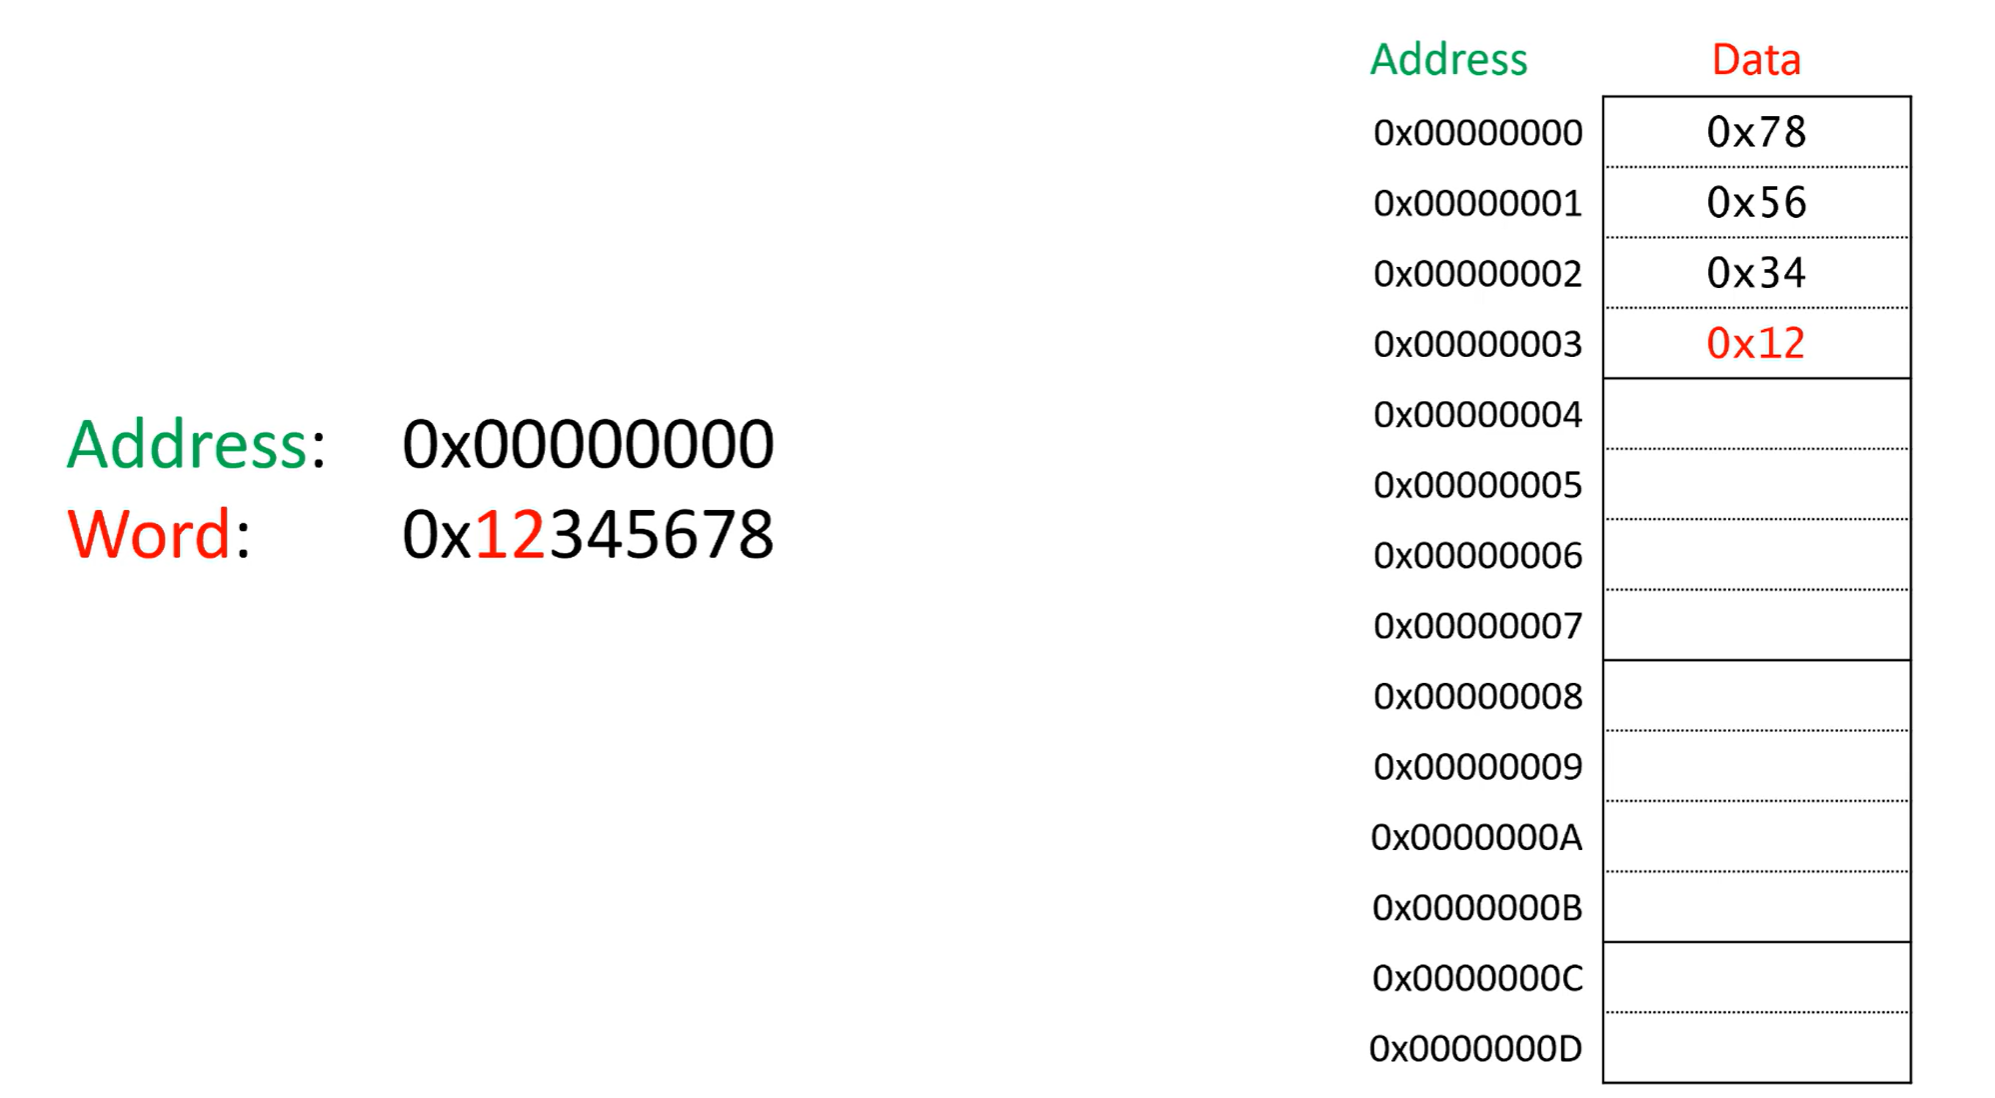 Address: 0x00000000
Word: 0x12345678
Address Data
0x00000000 0x78
0x00000001 0x56
0x00000002 0x34
0x00000003 0x12
0x00000004
0x00000005
0x00000006
0x00000007
0x00000008
0x00000009
0x0000000A
0x0000000B
0x0000000C
0x0000000D